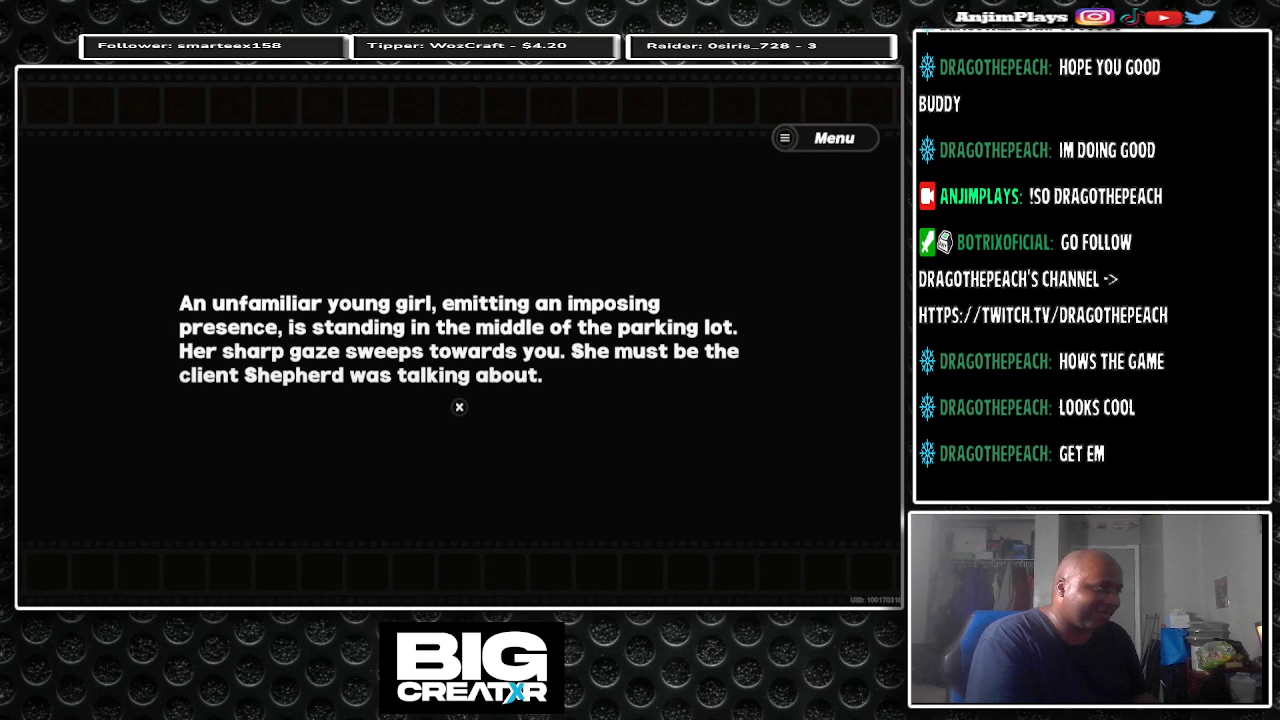 AnjimPlays
Follower: smarteex158
Tipper: WozCraft - $4.20
Raider: Osiris_728 - 3
Menu
An unfamiliar young girl, emitting an imposing
presence, is standing in the middle of the parking lot.
Her sharp gaze sweeps towards you. She must be the
client Shepherd was talking about.
X
BIG
CREATXR
DRAGOTHEPEACH: HOPE YOU GOOD
BUDDY
DRAGOTHEPEACH: IM DOING GOOD
ANJIMPLAYS: !SO DRAGOTHEPEACH
BOTRIXOFICIAL: GO FOLLOW
DRAGOTHEPEACH'S CHANNEL ->
HTTPS://TWITCH.TV/DRAGOTHEPEACH
DRAGOTHEPEACH: HOWS THE GAME
DRAGOTHEPEACH: LOOKS COOL
DRAGOTHEPEACH: GET EM